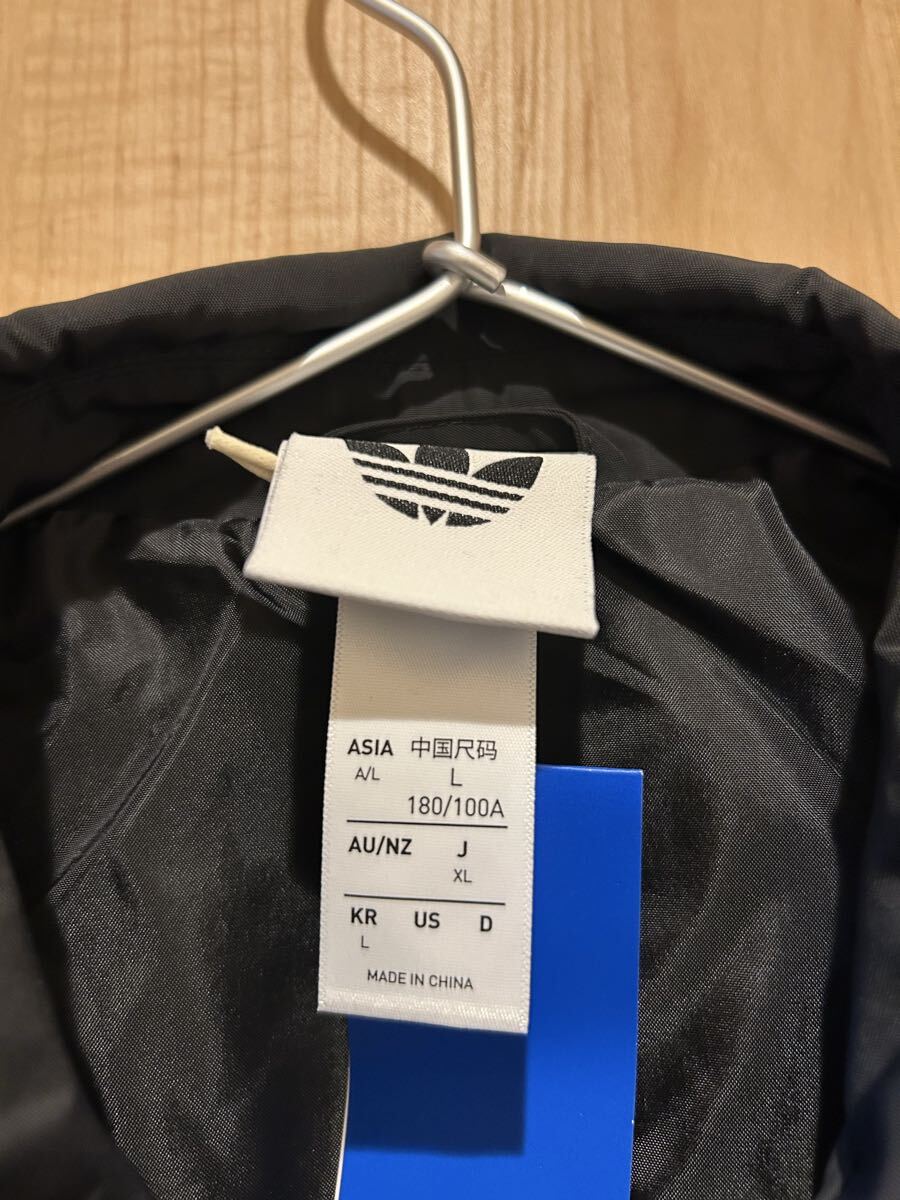 ASIA 中国尺码
A/L L
180/100A
AU/NZ J
XL
KR US D
L
MADE IN CHINA